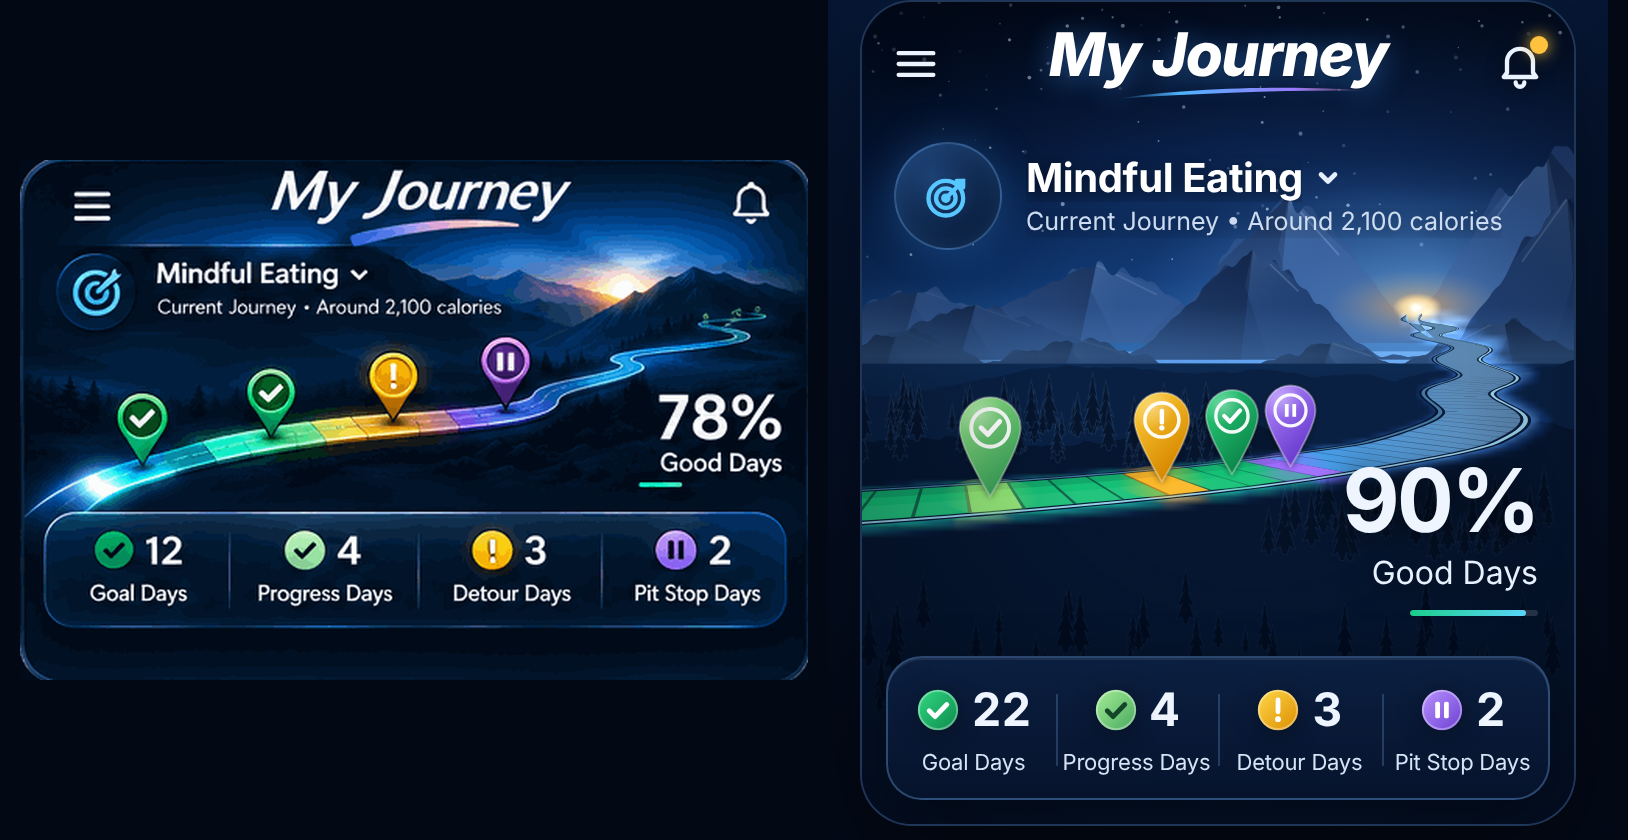 My Journey
Mindful Eating
Current Journey • Around 2,100 calories
78%
Good Days
12
4
3
2
Goal Days
Progress Days
Detour Days
Pit Stop Days
My Journey
Mindful Eating
Current Journey • Around 2,100 calories
90%
Good Days
22
4
3
2
Goal Days
Progress Days
Detour Days
Pit Stop Days